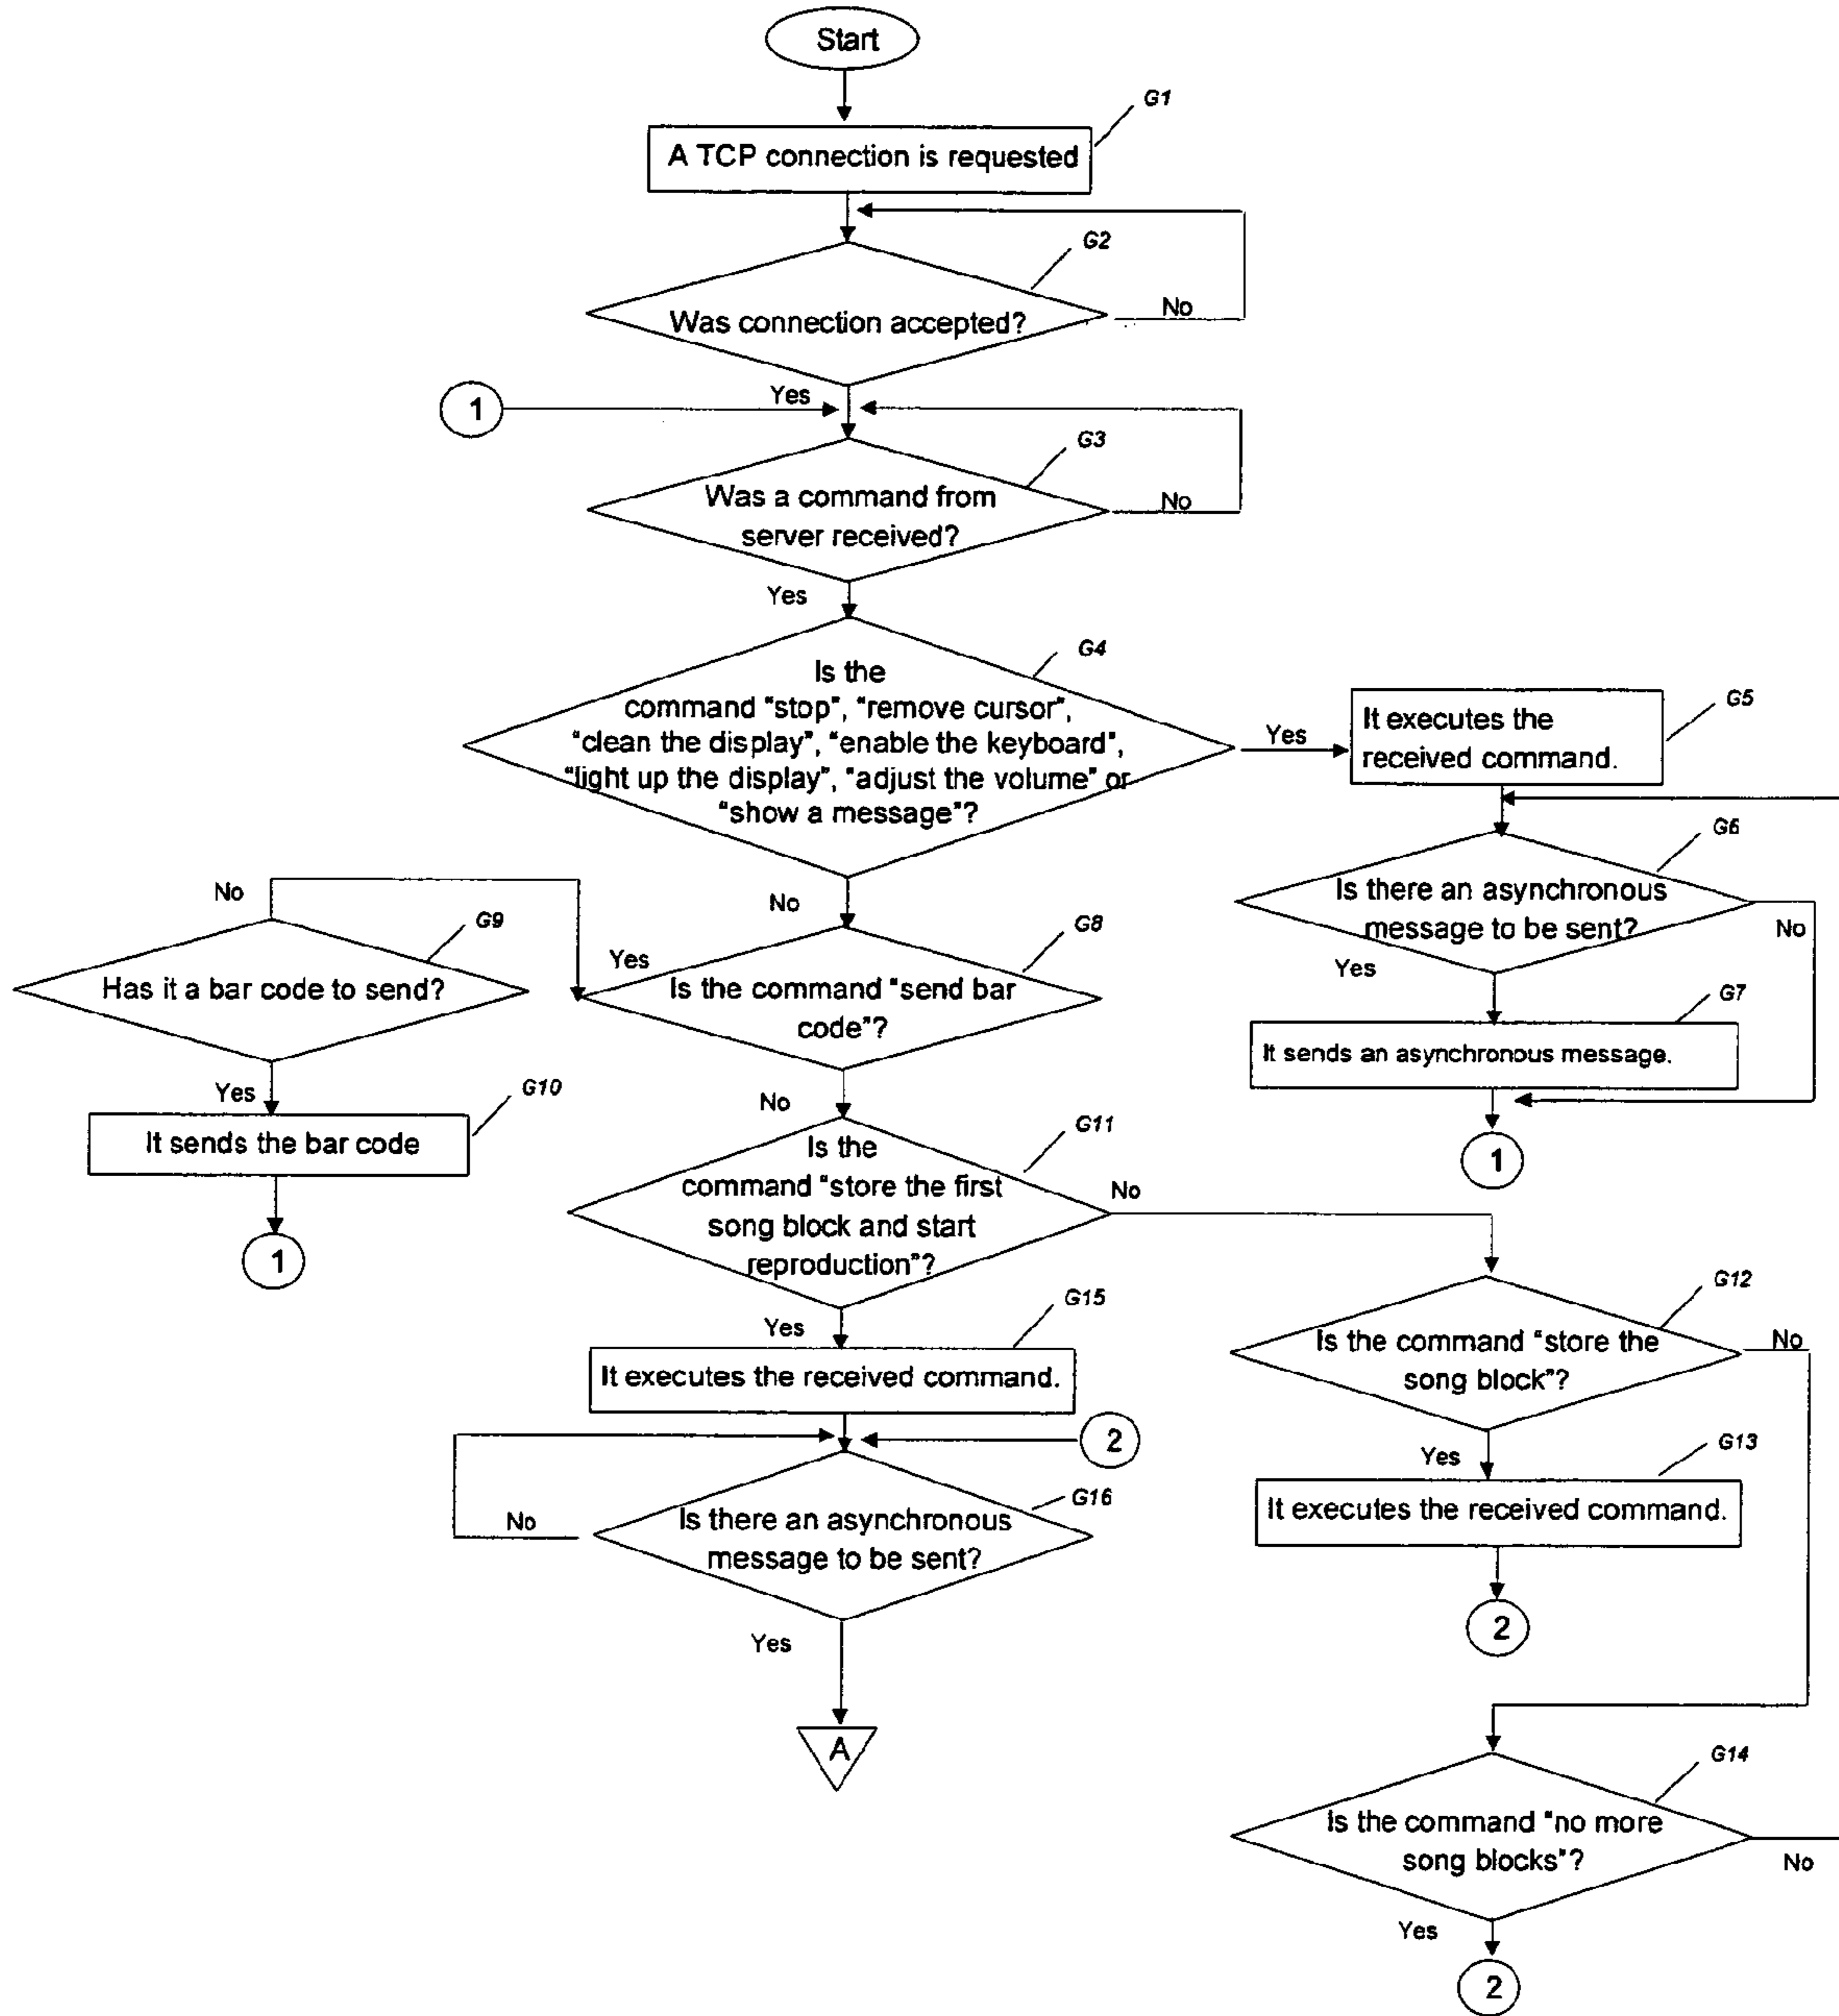 Start
G1
A TCP connection is requested
G2
Was connection accepted?
No
Yes
1
G3
Was a command from
server received?
No
Yes
G4
Is the
command "stop", "remove cursor",
"clean the display", "enable the keyboard",
"light up the display", "adjust the volume" or
"show a message"?
Yes
G5
It executes the
received command.
G6
Is there an asynchronous
message to be sent?
No
Yes
G7
It sends an asynchronous message.
1
No
No
G9
Has it a bar code to send?
Yes
G8
Is the command "send bar
code"?
Yes
G10
It sends the bar code
1
No
G11
Is the
command "store the first
song block and start
reproduction"?
No
G12
Is the command "store the
song block"?
No
Yes
G13
It executes the received command.
2
Yes
G15
It executes the received command.
2
G16
Is there an asynchronous
message to be sent?
No
Yes
A
G14
Is the command "no more
song blocks"?
No
Yes
2